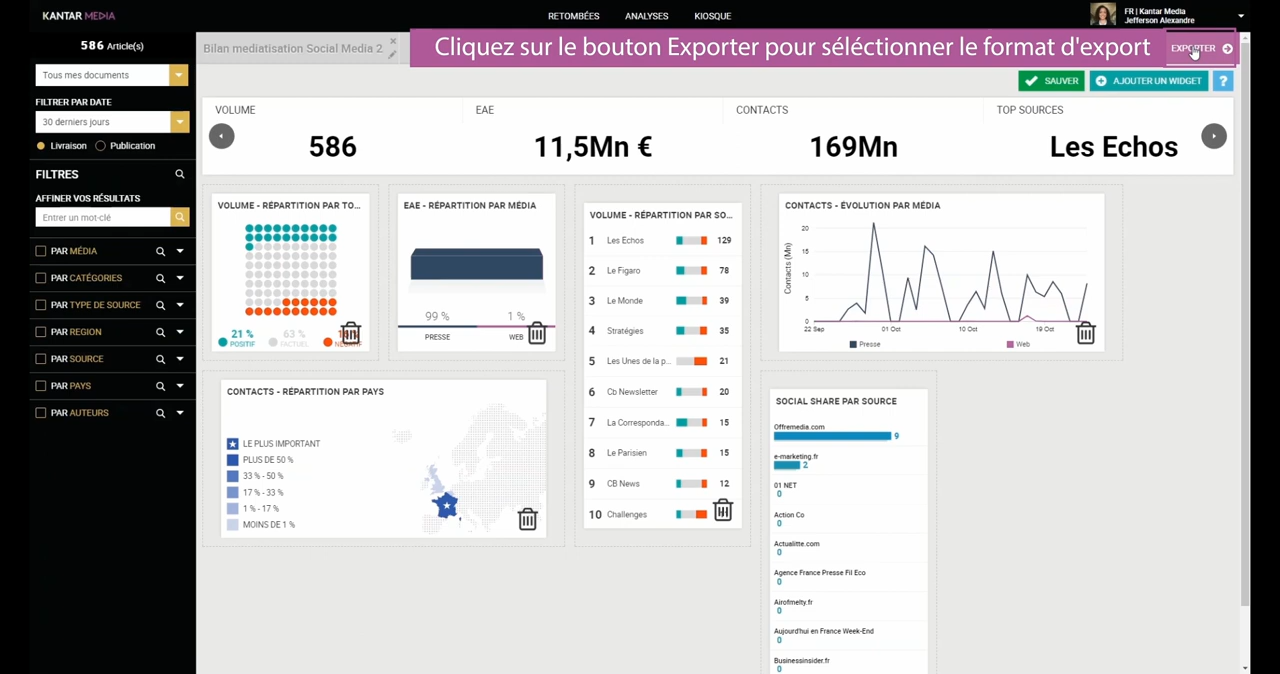 KANTAR MEDIA
RETOMBÉES
ANALYSES
KIOSQUE
FR | Kantar Media
Jefferson Alexandre
586 Article(s)
Bilan mediatisation Social Media 2
Cliquez sur le bouton Exporter pour séléctionner le format d'export
EXPORTER
Tous mes documents
FILTRER PAR DATE
30 derniers jours
Livraison
Publication
FILTRES
AFFINER VOS RÉSULTATS
Entrer un mot-clé
PAR MÉDIA
PAR CATÉGORIES
PAR TYPE DE SOURCE
PAR REGION
PAR SOURCE
PAR PAYS
PAR AUTEURS
SAUVER
AJOUTER UN WIDGET
?
VOLUME
586
EAE
11,5Mn €
CONTACTS
169Mn
TOP SOURCES
Les Echos
VOLUME - RÉPARTITION PAR TO...
21 %
POSITIF
63 %
FACTUEL
EAE - RÉPARTITION PAR MÉDIA
99 %
PRESSE
1 %
WEB
VOLUME - RÉPARTITION PAR SO...
1 Les Echos 129
2 Le Figaro 78
3 Le Monde 39
4 Stratégies 35
5 Les Unes de la p... 21
6 Cb Newsletter 20
7 La Corresponda... 15
8 Le Parisien 15
9 CB News 12
10 Challenges
CONTACTS - ÉVOLUTION PAR MÉDIA
Contacts (Mn)
20
15
10
5
0
22 Sep
01 Oct
10 Oct
19 Oct
Presse
Web
CONTACTS - RÉPARTITION PAR PAYS
LE PLUS IMPORTANT
PLUS DE 50 %
33 % - 50 %
17 % - 33 %
1 % - 17 %
MOINS DE 1 %
SOCIAL SHARE PAR SOURCE
Offremedia.com
9
e-marketing.fr
2
01 NET
0
Action Co
0
Actualitte.com
0
Agence France Presse Fil Eco
0
Airofmelty.fr
0
Aujourd'hui en France Week-End
0
Businessinsider.fr
0